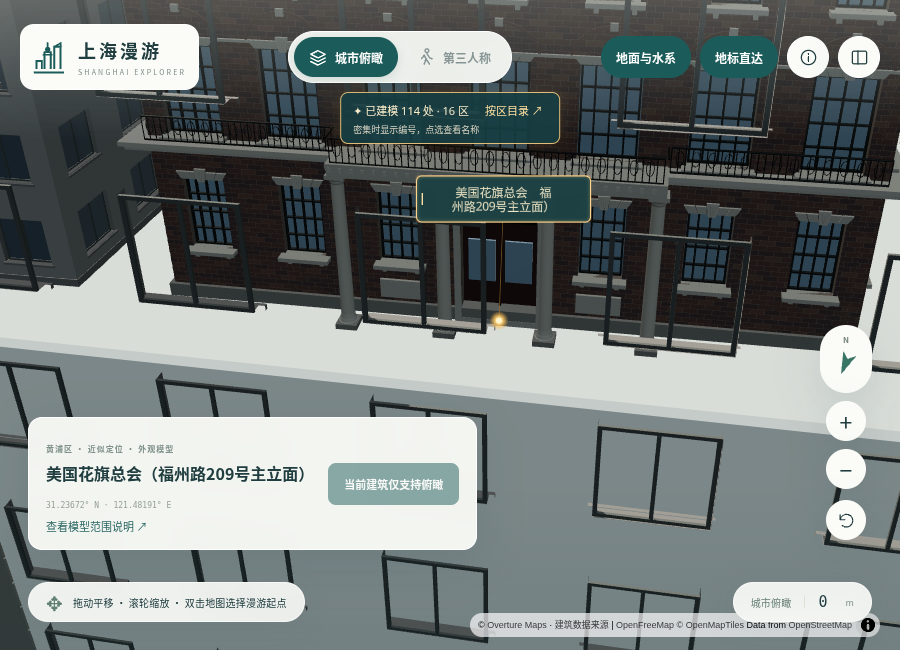 上海漫游
SHANGHAI EXPLORER
城市俯瞰
第三人称
地面与水系
地标直达
✦ 已建模 114 处 · 16 区 按区目录 ↗
密集时显示编号，点选查看名称
美国花旗总会 福
州路209号主立面）
N
+
−
黄浦区 · 近似定位 · 外观模型
美国花旗总会（福州路209号主立面）
当前建筑仅支持俯瞰
31.23672° N · 121.48191° E
查看模型范围说明 ↗
拖动平移 · 滚轮缩放 · 双击地图选择漫游起点
城市俯瞰 0 m
© Overture Maps · 建筑数据来源 | OpenFreeMap © OpenMapTiles Data from OpenStreetMap